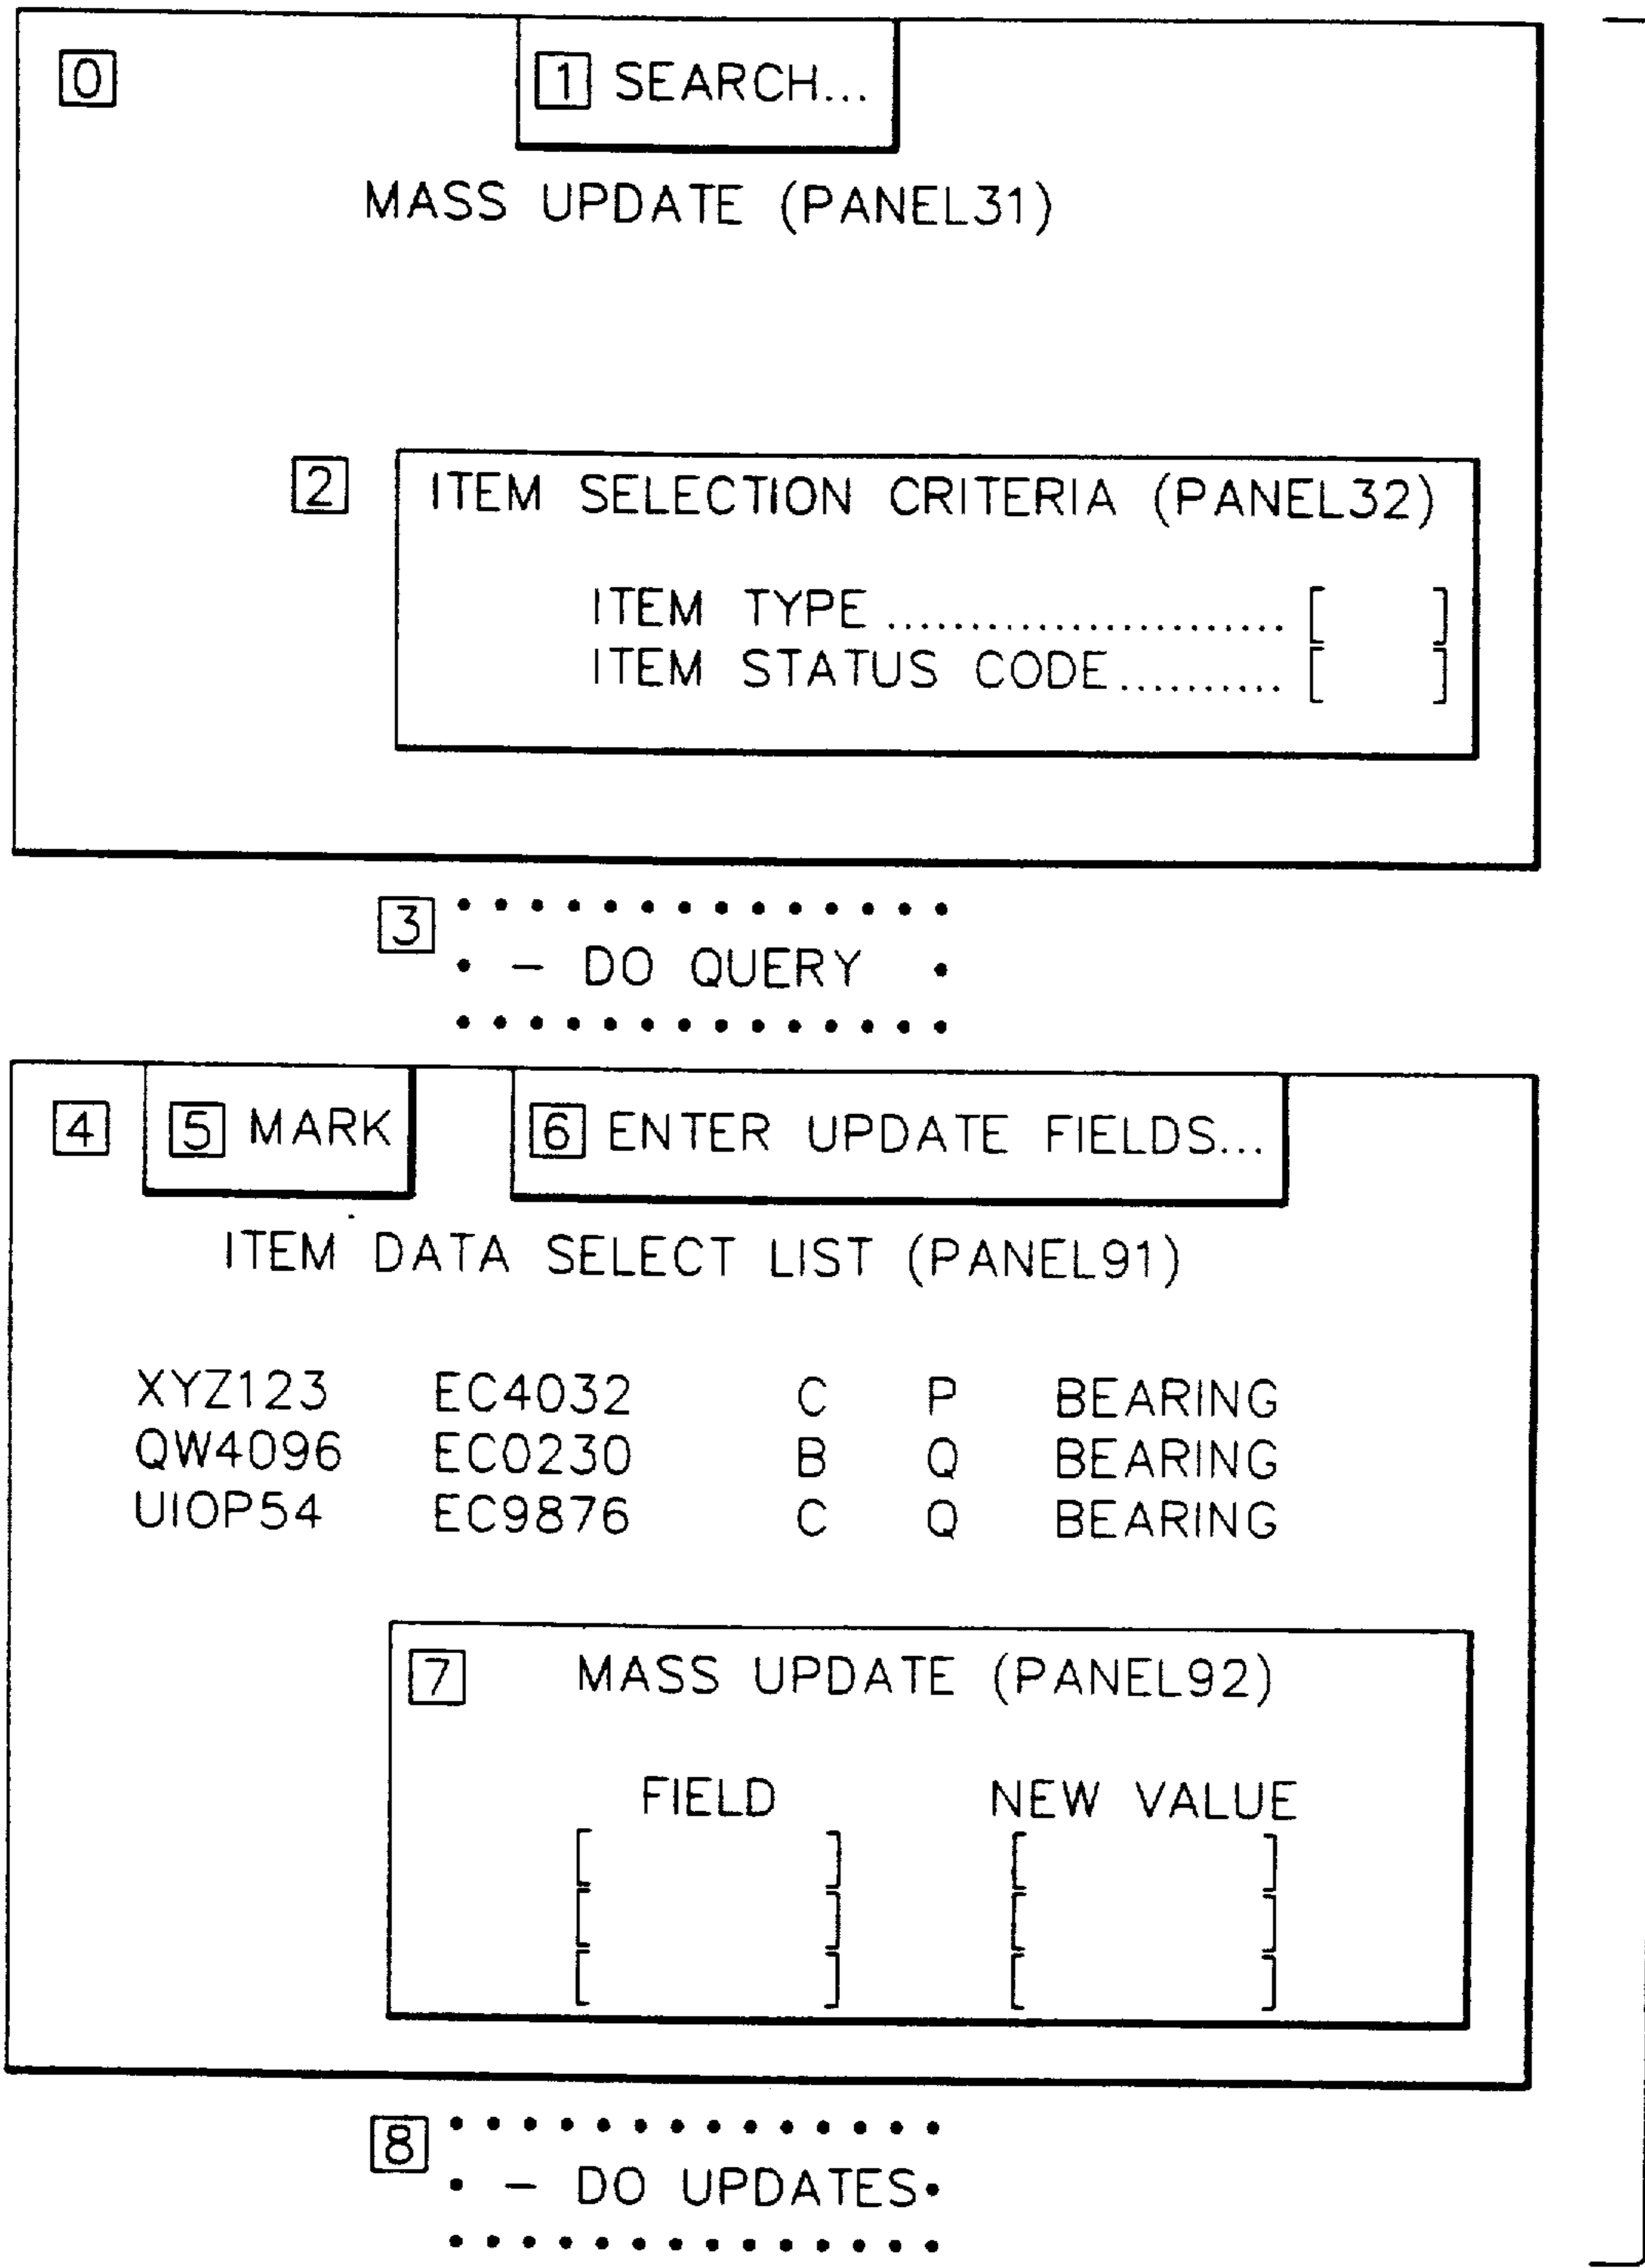 0 1 SEARCH...
MASS UPDATE (PANEL31)
2 ITEM SELECTION CRITERIA (PANEL32)
ITEM TYPE ........................ [ ]
ITEM STATUS CODE .......... [ ]
3
- DO QUERY
4 5 MARK 6 ENTER UPDATE FIELDS...
ITEM DATA SELECT LIST (PANEL91)
XYZ123 EC4032 C P BEARING
QW4096 EC0230 B Q BEARING
UIOP54 EC9876 C Q BEARING
7 MASS UPDATE (PANEL92)
FIELD NEW VALUE
[ ] [ ]
[ ] [ ]
[ ] [ ]
8
- DO UPDATES